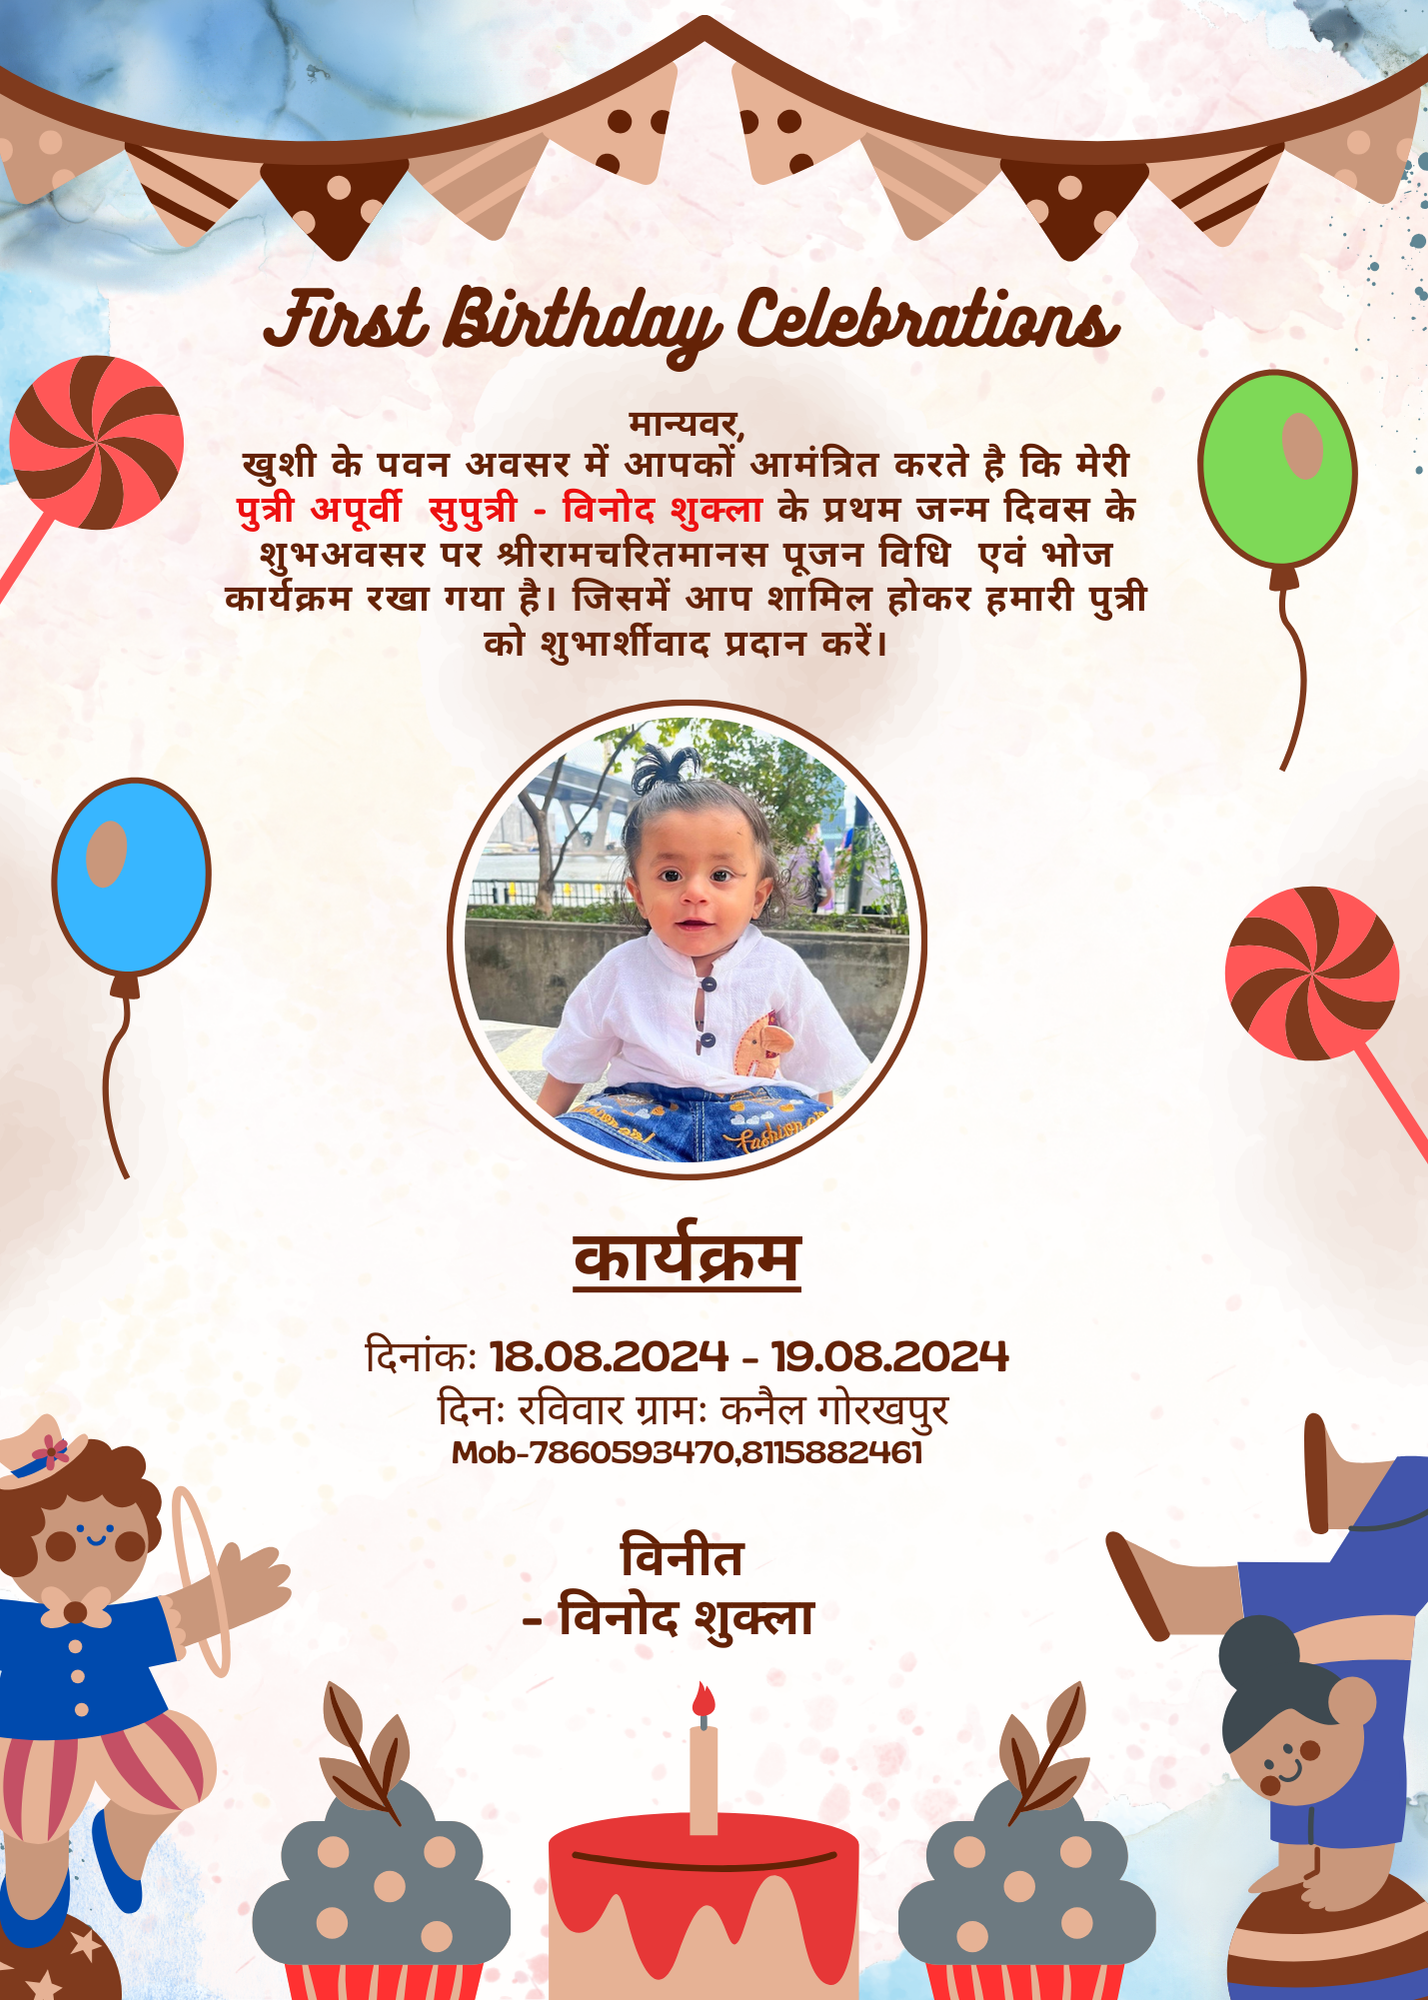 First Birthday Celebrations
मान्यवर,
खुशी के पवन अवसर में आपकों आमंत्रित करते है कि मेरी
पुत्री अपूर्वी सुपुत्री - विनोद शुक्ला के प्रथम जन्म दिवस के
शुभअवसर पर श्रीरामचरितमानस पूजन विधि एवं भोज
कार्यक्रम रखा गया है। जिसमें आप शामिल होकर हमारी पुत्री
को शुभार्शीवाद प्रदान करें।
Fashion
कार्यक्रम
दिनांकः 18.08.2024 - 19.08.2024
दिनः रविवार ग्रामः कनैल गोरखपुर
Mob-7860593470,8115882461
विनीत
- विनोद शुक्ला